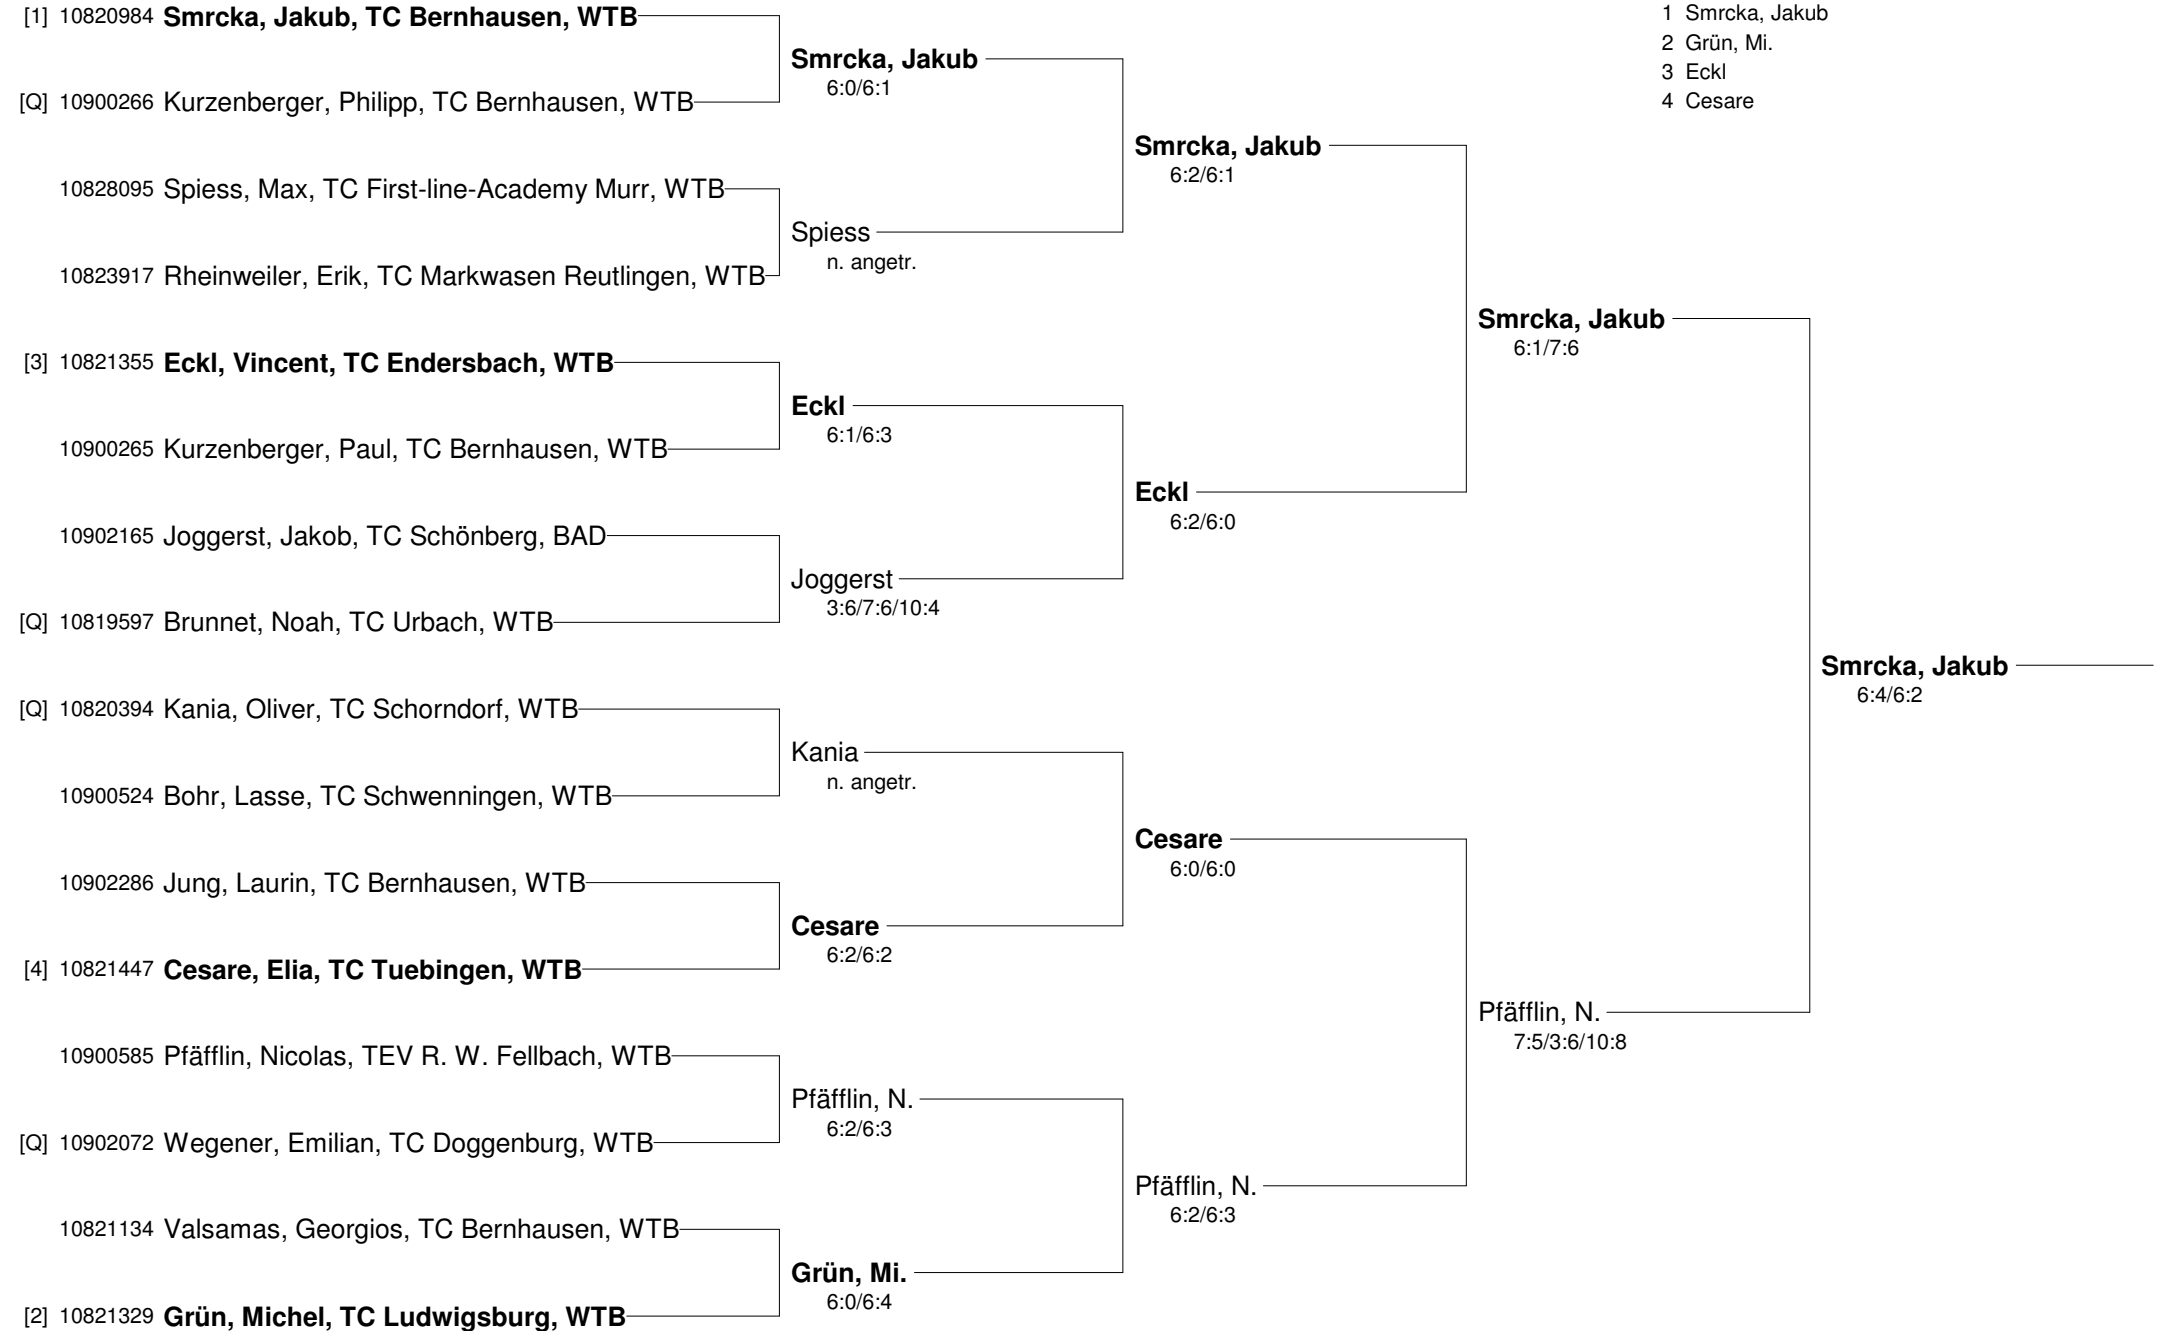 [1] 10820984 Smrcka, Jakub, TC Bernhausen, WTB
[Q] 10900266 Kurzenberger, Philipp, TC Bernhausen, WTB
10828095 Spiess, Max, TC First-line-Academy Murr, WTB
10823917 Rheinweiler, Erik, TC Markwasen Reutlingen, WTB
[3] 10821355 Eckl, Vincent, TC Endersbach, WTB
10900265 Kurzenberger, Paul, TC Bernhausen, WTB
10902165 Joggerst, Jakob, TC Schönberg, BAD
[Q] 10819597 Brunnet, Noah, TC Urbach, WTB
[Q] 10820394 Kania, Oliver, TC Schorndorf, WTB
10900524 Bohr, Lasse, TC Schwenningen, WTB
10902286 Jung, Laurin, TC Bernhausen, WTB
[4] 10821447 Cesare, Elia, TC Tuebingen, WTB
10900585 Pfäfflin, Nicolas, TEV R. W. Fellbach, WTB
[Q] 10902072 Wegener, Emilian, TC Doggenburg, WTB
10821134 Valsamas, Georgios, TC Bernhausen, WTB
[2] 10821329 Grün, Michel, TC Ludwigsburg, WTB
Smrcka, Jakub
6:0/6:1
Spiess
n. angetr.
Eckl
6:1/6:3
Joggerst
3:6/7:6/10:4
Kania
n. angetr.
Cesare
6:2/6:2
Pfäfflin, N.
6:2/6:3
Grün, Mi.
6:0/6:4
Smrcka, Jakub
6:2/6:1
Eckl
6:2/6:0
Cesare
6:0/6:0
Pfäfflin, N.
6:2/6:3
Smrcka, Jakub
6:1/7:6
Pfäfflin, N.
7:5/3:6/10:8
Smrcka, Jakub
6:4/6:2
1 Smrcka, Jakub
2 Grün, Mi.
3 Eckl
4 Cesare